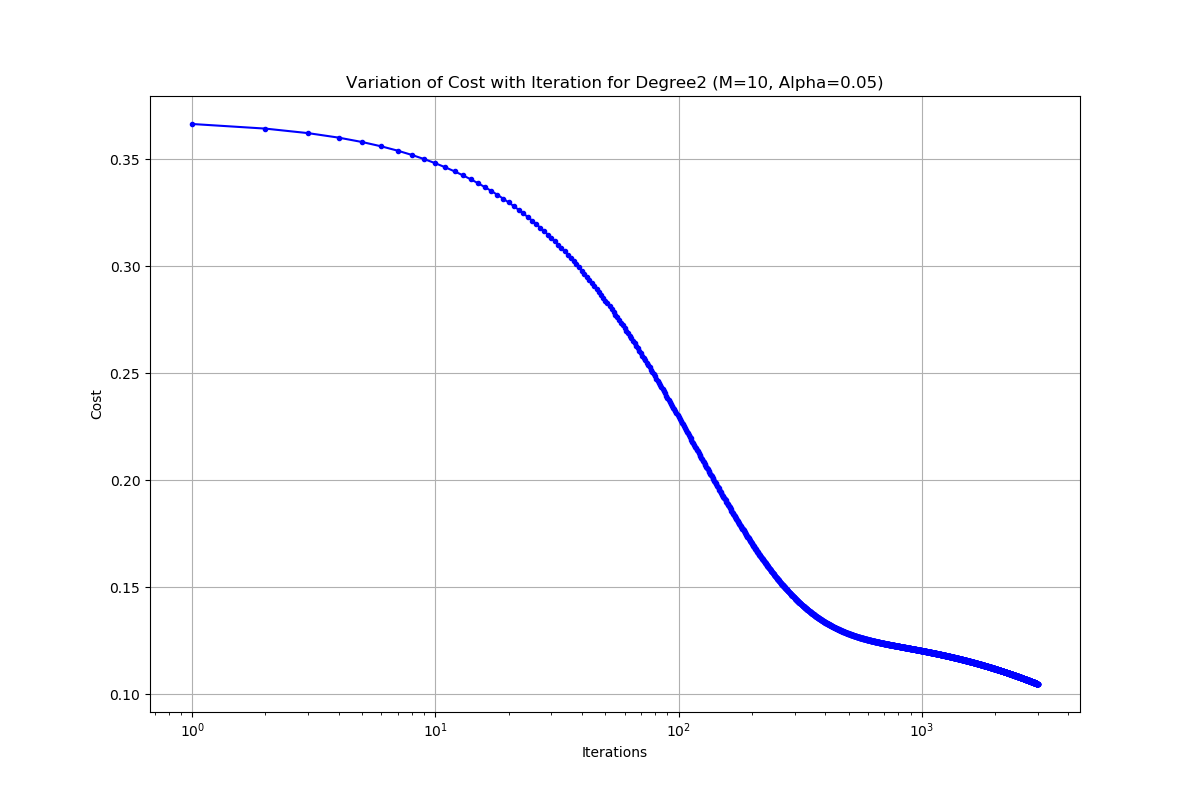 Variation of Cost with Iteration for Degree2 (M=10, Alpha=0.05)
0.35
0.30
0.25
0.20
0.15
0.10
Cost
10⁰ 10¹ 10² 10³
Iterations